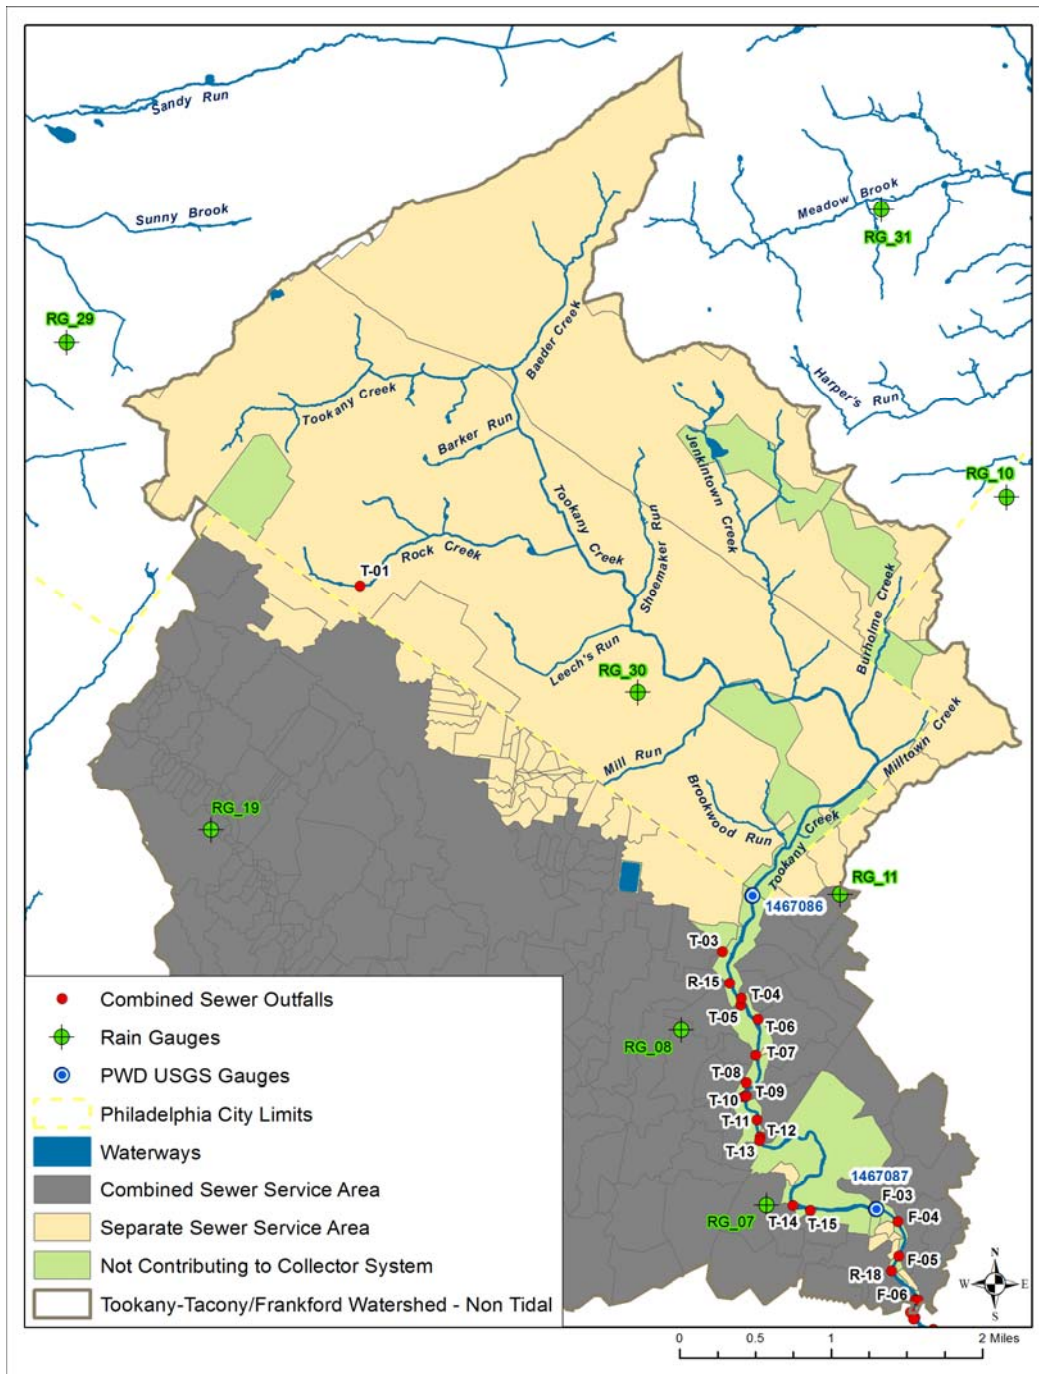 Sandy Run
Sunny Brook
Meadow Brook
RG_31
RG_29
Baeder Creek
Harper's Run
Tookany Creek
Barker Run
Jenkintown Creek
RG_10
Tookany Creek
Shoemaker Run
Rock Creek
T-01
Burholme Creek
Leech's Run
RG_30
Milltown Creek
Mill Run
Brookwood Run
RG_19
Tookany Creek
RG_11
1467086
T-03
R-15
T-04
T-05
T-06
RG_08
T-07
T-08
T-09
T-10
T-11
T-12
T-13
1467087
F-03
RG_07
T-14
T-15
F-04
F-05
R-18
F-06
Combined Sewer Outfalls
Rain Gauges
PWD USGS Gauges
Philadelphia City Limits
Waterways
Combined Sewer Service Area
Separate Sewer Service Area
Not Contributing to Collector System
Tookany-Tacony/Frankford Watershed - Non Tidal
N
W E
S
0 0.5 1 2 Miles